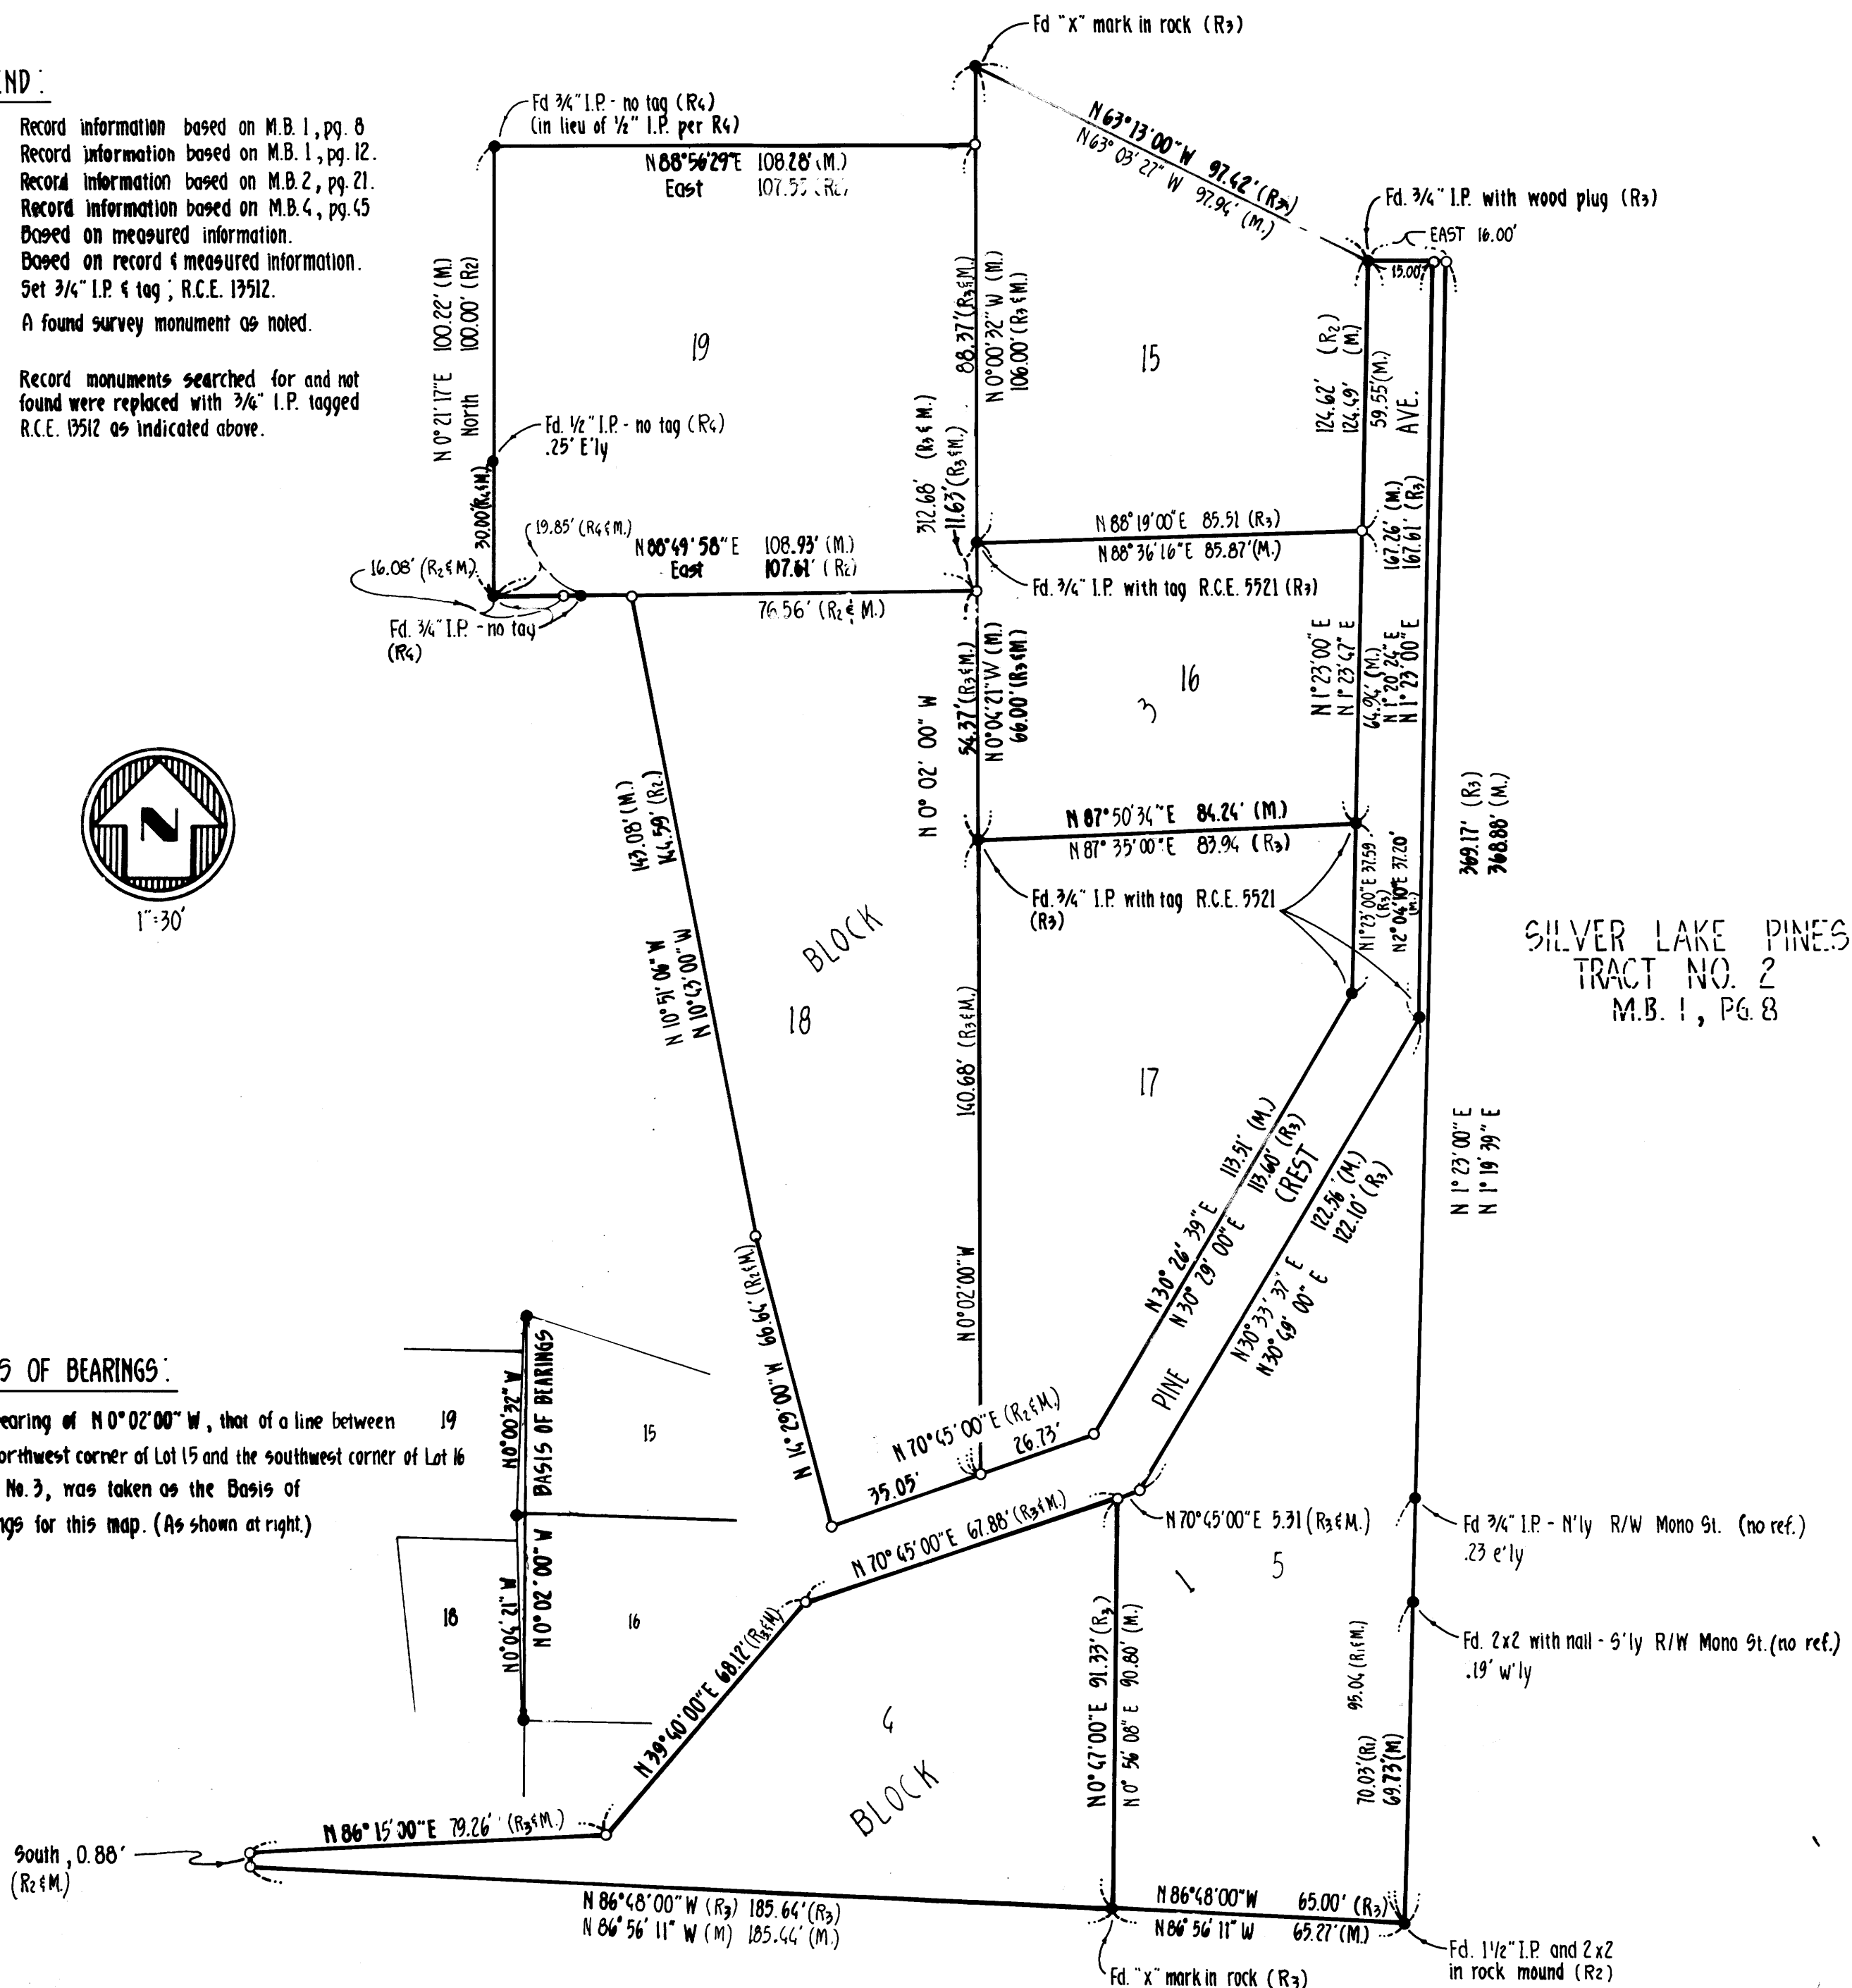 END :
Record information based on M.B. 1, pg. 8
Record information based on M.B. 1, pg. 12.
Record information based on M.B. 2, pg. 21.
Record information based on M.B. 4, pg. 45
Based on measured information.
Based on record & measured information.
Set 3/4" I.P. & tag ; R.C.E. 13512.
A found survey monument as noted.
Record monuments searched for and not
found were replaced with 3/4" I.P. tagged
R.C.E. 13512 as indicated above.
Fd "X" mark in rock (R3)
Fd 3/4" I.P. - no tag (R4)
(in lieu of 1/2" I.P. per R4)
N 88°56'29"E 108.28' (M.)
East 107.55 (R2)
N 63°13'00"W 97.42' (R3)
N 63° 03' 27" W 97.94' (M.)
Fd. 3/4" I.P. with wood plug (R3)
EAST 16.00'
15.00'
N 0° 21' 17"E 100.22' (M.)
North 100.00' (R2)
19
88.37' (R3 & M.)
N 0°00'32" W (M.)
106.00' (R3 & M.)
15
124.62' (R2)
124.49' (M.)
59.55' (M.)
AVE.
Fd. 1/2" I.P. - no tag (R4)
.25' E'ly
30.00' (R4 & M.)
19.85' (R4 & M.)
16.08' (R2 & M.)
N 88°49'58"E 108.93' (M.)
East 107.61' (R2)
76.56' (R2 & M.)
312.68' (R3 & M.)
11.63' (R3 & M.)
N 88°19'00"E 85.51 (R3)
N 88°36'16"E 85.87' (M.)
167.26' (M.)
167.61' (R3)
Fd. 3/4" I.P. with tag R.C.E. 5521 (R3)
Fd. 3/4" I.P. - no tag
(R4)
54.37' (R3 & M.)
N 0°04'21" W (M.)
66.00' (R3 & M)
N 0° 02' 00" W
16
3
N 1°23'00" E
N 1°23'47" E
64.94' (M.)
N 1° 20' 24" E
N 1° 23' 00" E
N
1":30'
143.08' (M.)
144.59' (R2.)
N 10°51'06" W
N 10°43'00" W
N 87°50'34"E 84.24' (M.)
N 87° 35'00"E 83.94 (R3)
Fd. 3/4" I.P. with tag R.C.E. 5521
(R3)
N1°23'00"E 37.59
(R3)
N2°04'10"E 37.20'
(M.)
369.17' (R3)
368.88' (M.)
SILVER LAKE PINES
TRACT NO. 2
M.B. 1, PG. 8
BLOCK
18
140.68' (R3 & M.)
17
N 0°02'00" W
N 30° 26' 39" E 113.51' (M.)
N 30° 29' 00" E 113.60' (R3)
PINE CREST
N 30° 33' 37" E 122.56' (M.)
N 30° 49' 00" E 122.10' (R3)
N 1° 23' 00" E
N 1° 19' 39" E
N 14°29'00" W 66.64' (R2 & M.)
N 70°45'00"E (R2 & M.)
35.05'
26.73'
S OF BEARINGS :
earing of N 0°02'00" W, that of a line between
orthwest corner of Lot 15 and the southwest corner of Lot 16
No. 3, was taken as the Basis of
ngs for this map. (As shown at right.)
19
15
18
16
N0°00'32" W
BASIS OF BEARINGS
N0°04'21" W
N0°02'00" W
N 70°45'00"E 67.88' (R3 & M.)
N 70°45'00"E 5.31 (R3 & M.)
1
5
Fd 3/4" I.P. - N'ly R/W Mono St. (no ref.)
.23 e'ly
Fd. 2x2 with nail - S'ly R/W Mono St. (no ref.)
.19' w'ly
N 39°40'00"E 68.12' (R3 & M)
N 0°47'00"E 91.33' (R3)
N 0° 56' 08" E 90.80' (M.)
95.04 (R1 & M.)
70.03' (R1)
69.73' (M)
4
BLOCK
South, 0.88'
(R2 & M.)
N 86° 15'00"E 79.26' (R3 & M.)
N 86°48'00" W (R3) 185.64' (R3)
N 86°56'11" W (M) 185.44' (M.)
N 86°48'00"W 65.00' (R3)
N 86°56'11" W 65.27' (M.)
Fd. "X" mark in rock (R3)
Fd. 1 1/2" I.P. and 2x2
in rock mound (R2)